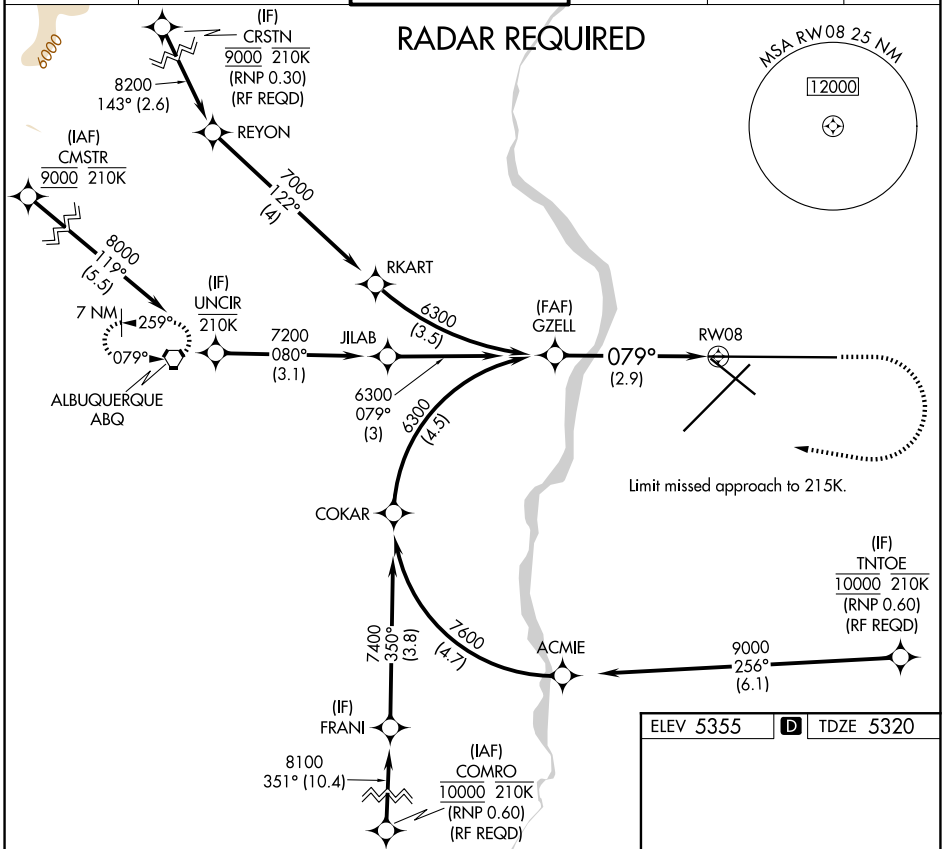 RADAR REQUIRED
6000
(IF)
CRSTN
9000 210K
(RNP 0.30)
(RF REQD)
8200
143° (2.6)
REYON
MSA RW08 25 NM
12000
(IAF)
CMSTR
9000 210K
8000
119°
(5.5)
7000
122°
(4)
RKART
6300
(3.5)
7 NM
259°
079°
ALBUQUERQUE
ABQ
(IF)
UNCIR
210K
7200
080°
(3.1)
JILAB
6300
079°
(3)
(FAF)
GZELL
079°
(2.9)
RW08
6300
(4.5)
Limit missed approach to 215K.
COKAR
7600
(4.7)
ACMIE
(IF)
TNTOE
10000 210K
(RNP 0.60)
(RF REQD)
9000
256°
(6.1)
7400
350°
(3.8)
(IF)
FRANI
8100
351° (10.4)
(IAF)
COMRO
10000 210K
(RNP 0.60)
(RF REQD)
ELEV 5355 D TDZE 5320